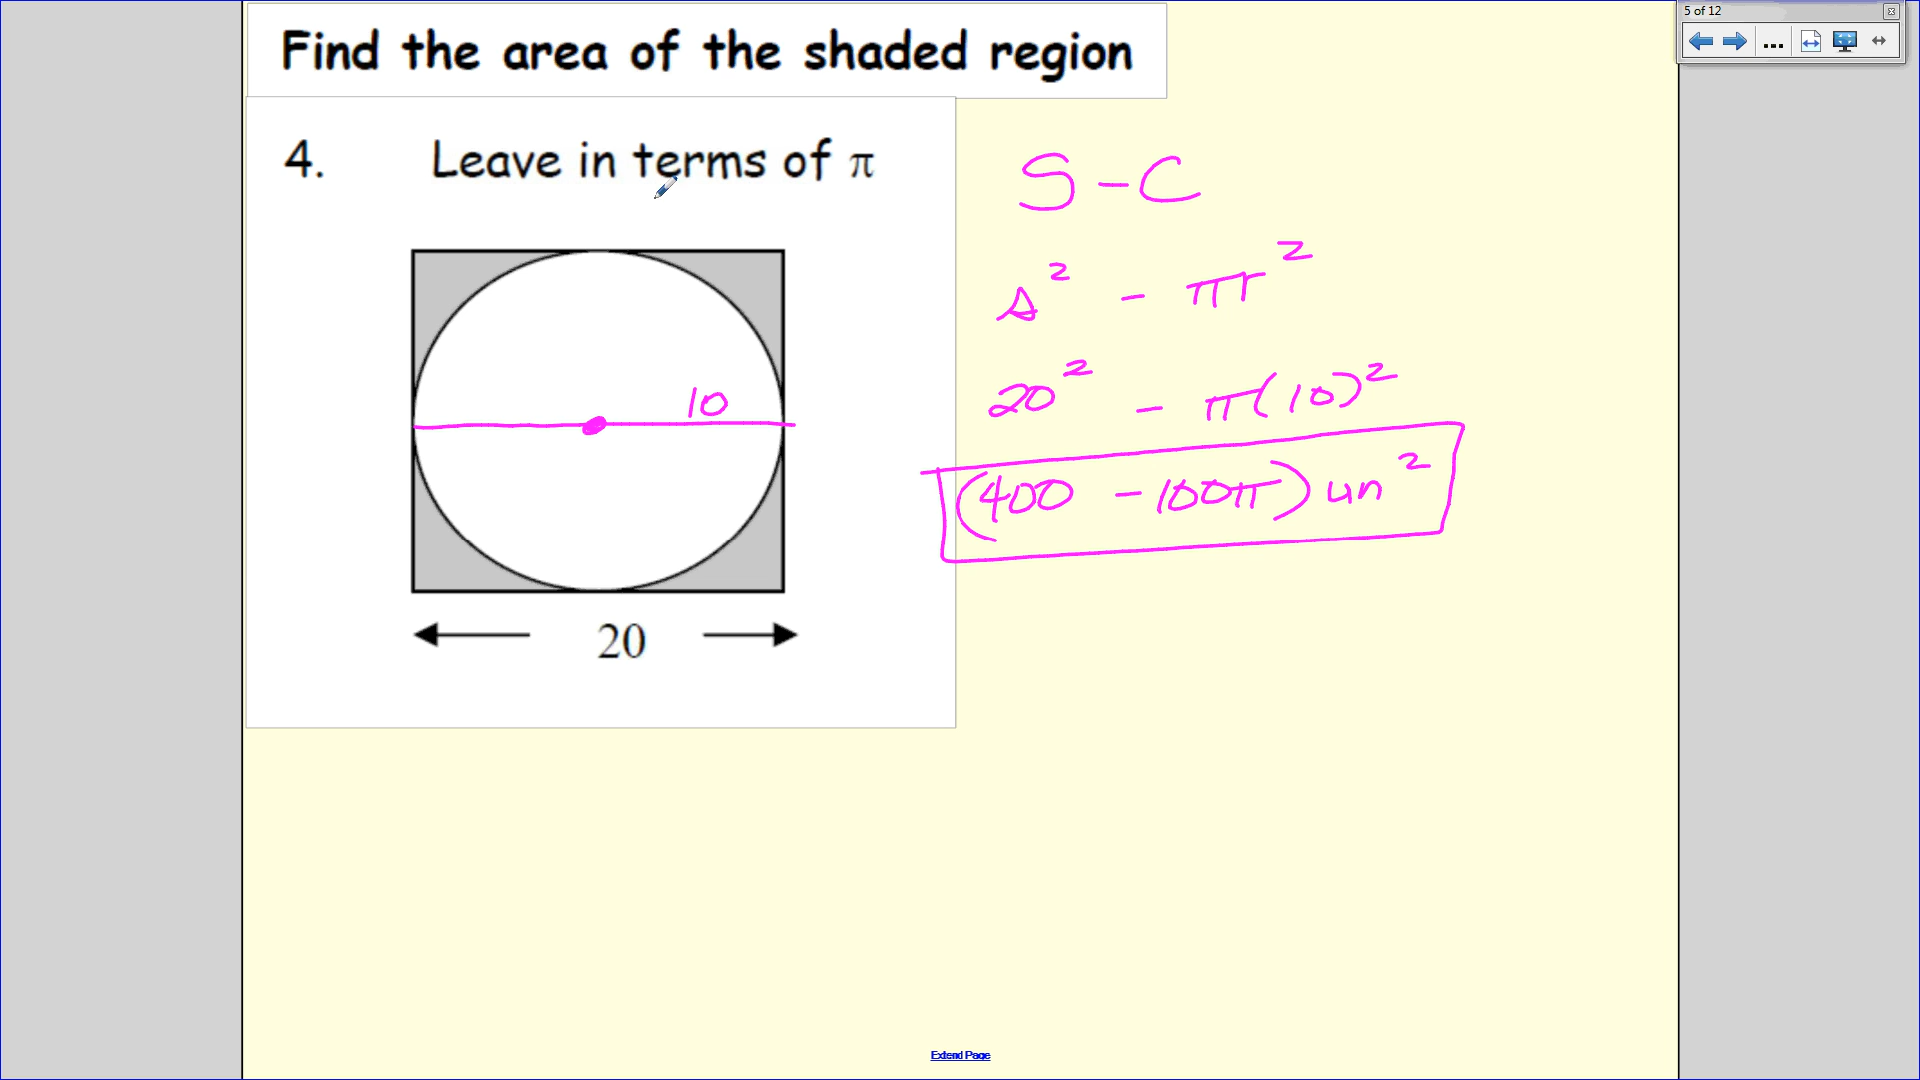 5 of 12
Find the area of the shaded region
4. Leave in terms of π
S - C
s² - πr²
20² - π(10)²
(400 - 100π) un²
10
20
Extend Page